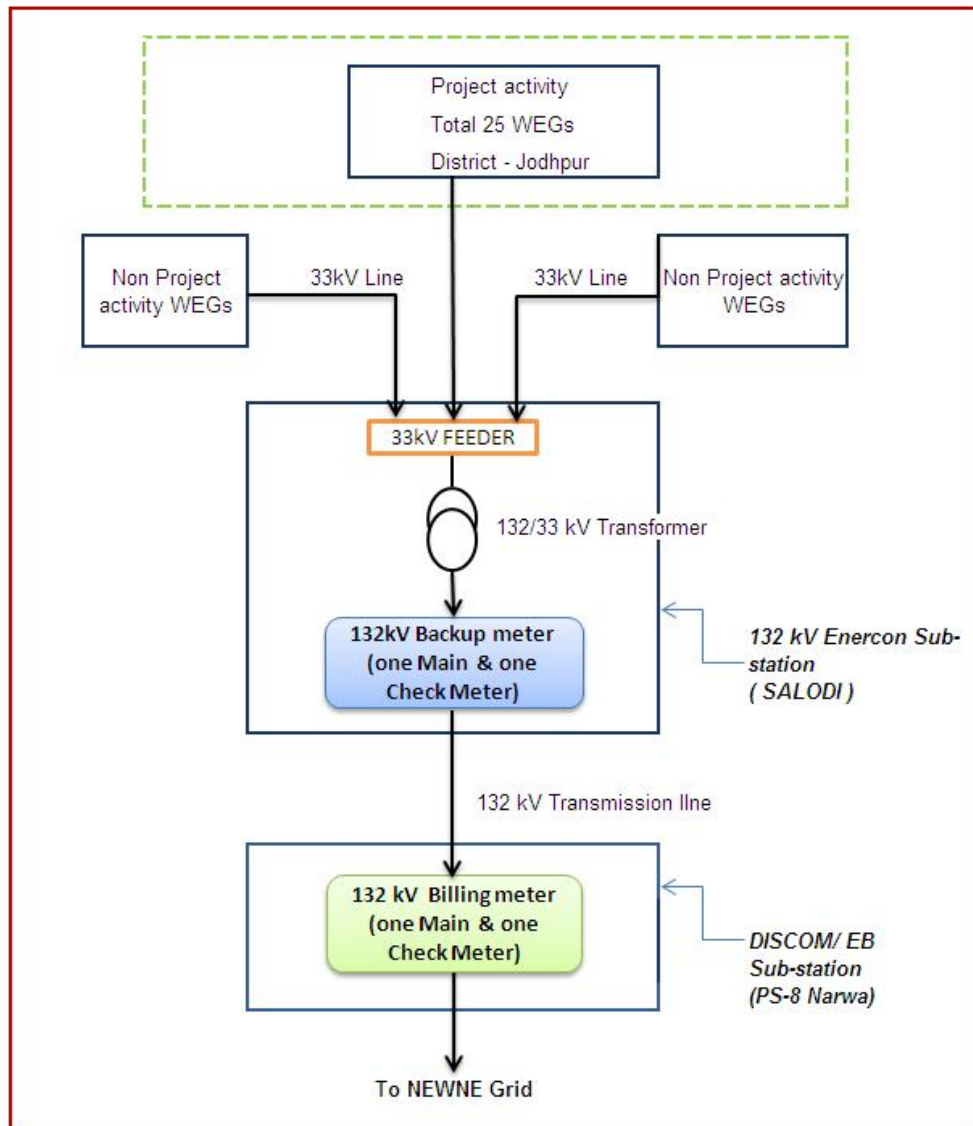 Project activity
Total 25 WEGs
District - Jodhpur
Non Project
activity WEGs
33kV Line
33kV Line
Non Project activity
WEGs
33kV FEEDER
132/33 kV Transformer
132kV Backup meter
(one Main & one
Check Meter)
132 kV Enercon Sub-
station
( SALODI )
132 kV Transmission lIne
132 kV Billing meter
(one Main & one
Check Meter)
DISCOM/ EB
Sub-station
(PS-8 Narwa)
To NEWNE Grid